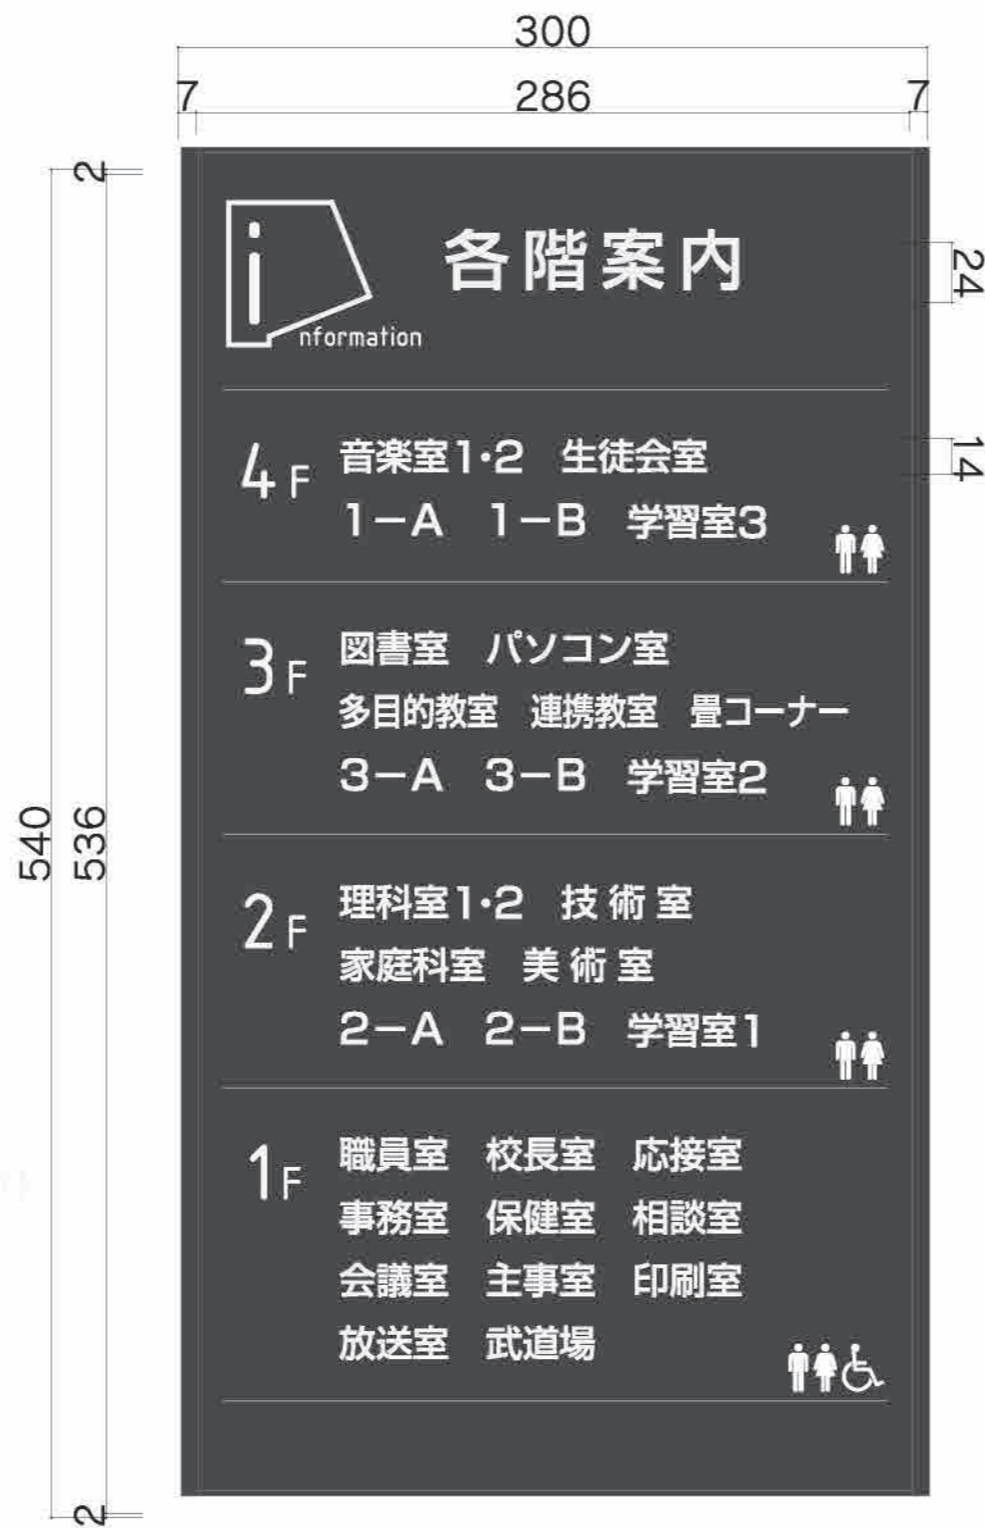 300
7 286 7
2
各階案内
information
24
4F 音楽室1・2 生徒会室
14
1－A 1－B 学習室3
3F 図書室 パソコン室
多目的教室 連携教室 畳コーナー
3－A 3－B 学習室2
540 536
2F 理科室1・2 技術室
家庭科室 美術室
2－A 2－B 学習室1
1F 職員室 校長室 応接室
事務室 保健室 相談室
会議室 主事室 印刷室
放送室 武道場
2